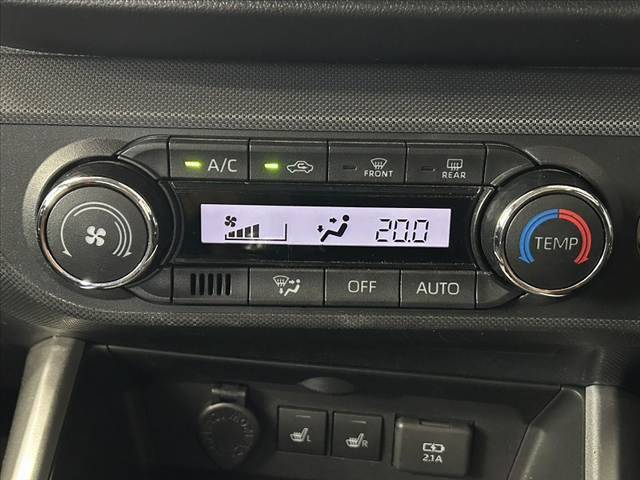 A/C
FRONT
REAR
20.0
TEMP
OFF
AUTO
L
R
2.1A